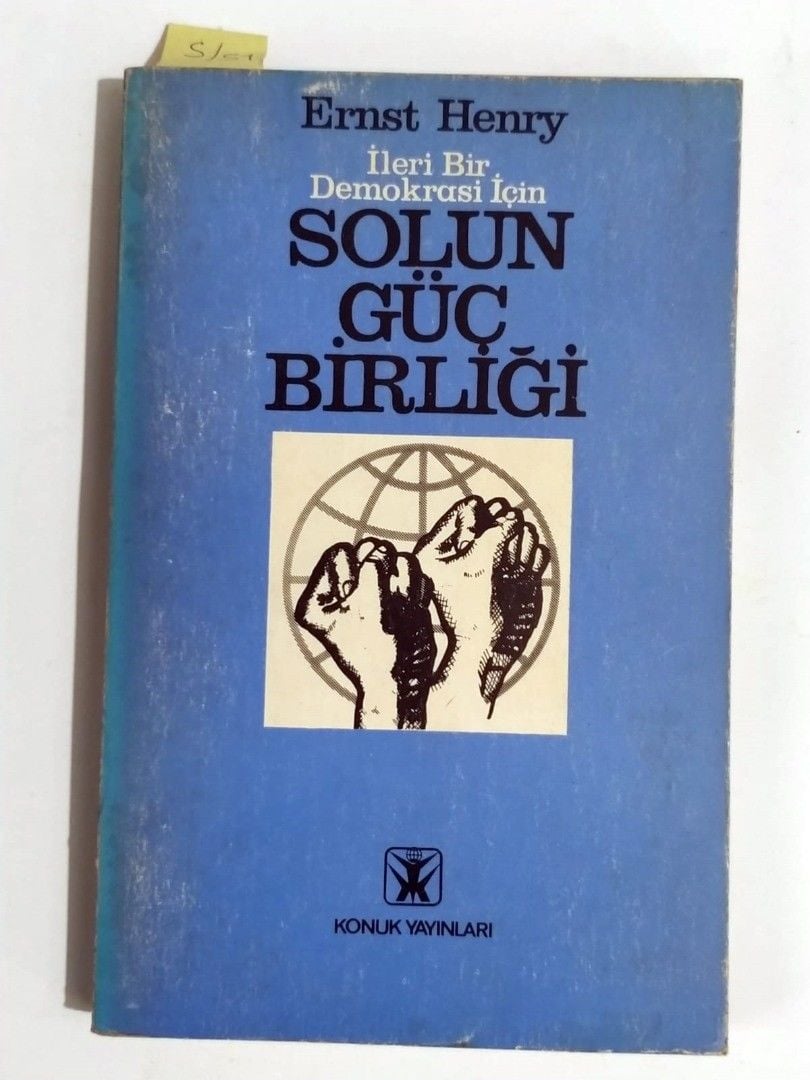 Ernst Henry
İleri Bir
Demokrasi İçin
SOLUN
GÜÇ
BİRLİĞİ
KONUK YAYINLARI